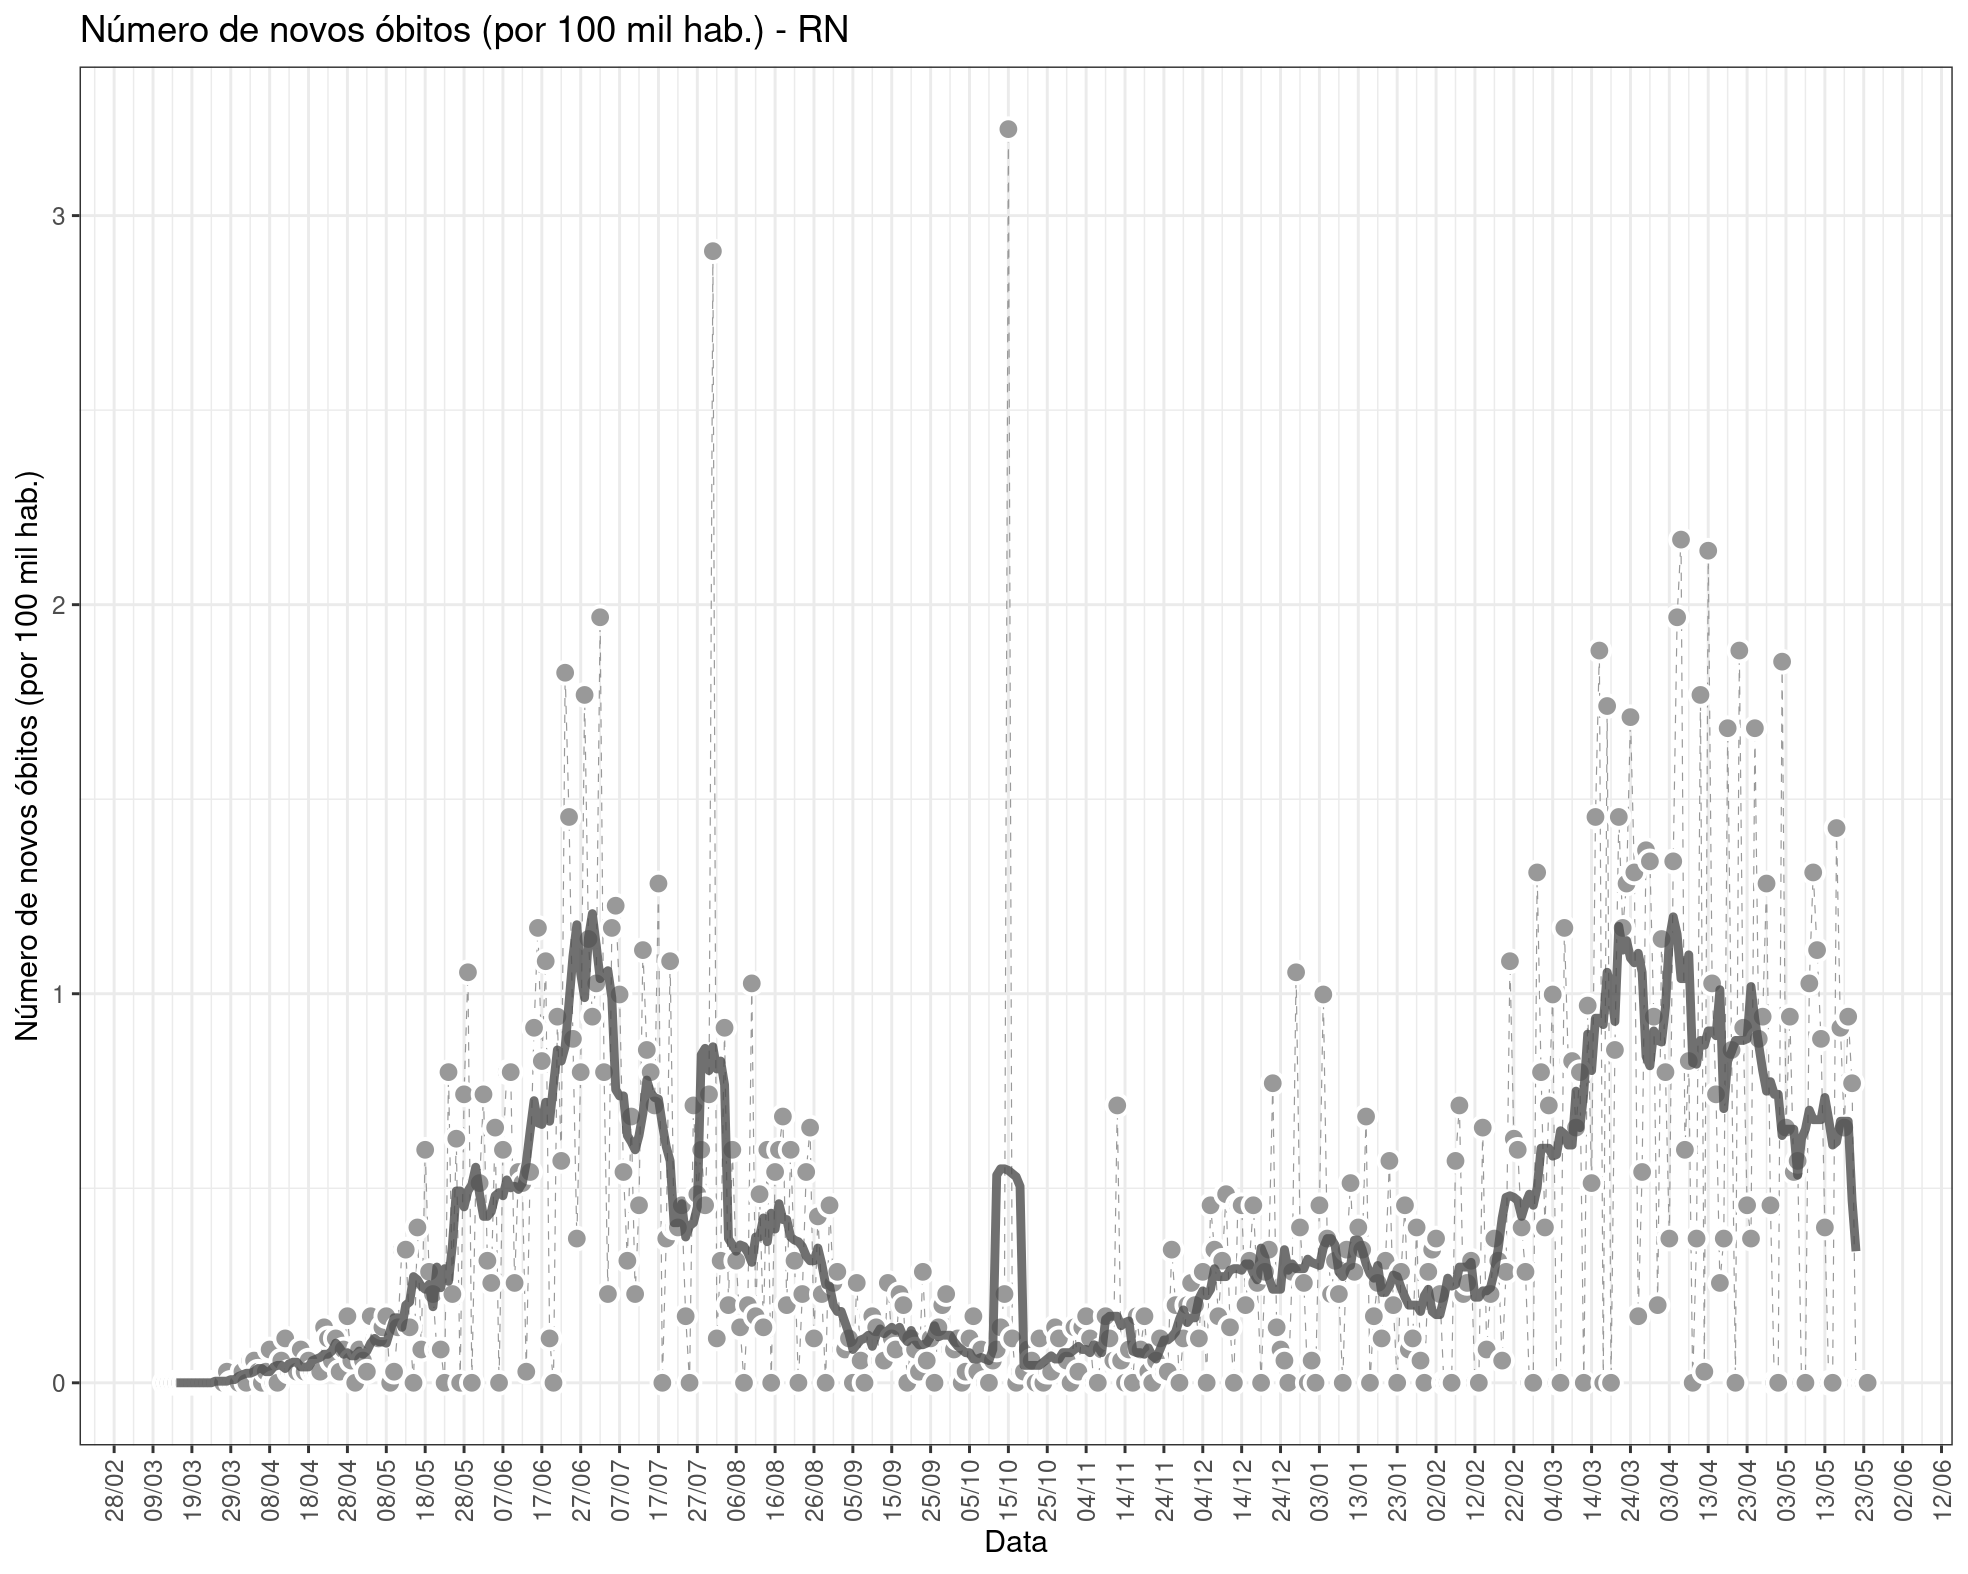 Número de novos óbitos (por 100 mil hab.) - RN
Número de novos óbitos (por 100 mil hab.)
3
2
1
0
28/02 09/03 19/03 29/03 08/04 18/04 28/04 08/05 18/05 28/05 07/06 17/06 27/06 07/07 17/07 27/07 06/08 16/08 26/08 05/09 15/09 25/09 05/10 15/10 25/10 04/11 14/11 24/11 04/12 14/12 24/12 03/01 13/01 23/01 02/02 12/02 22/02 04/03 14/03 24/03 03/04 13/04 23/04 03/05 13/05 23/05 02/06 12/06
Data